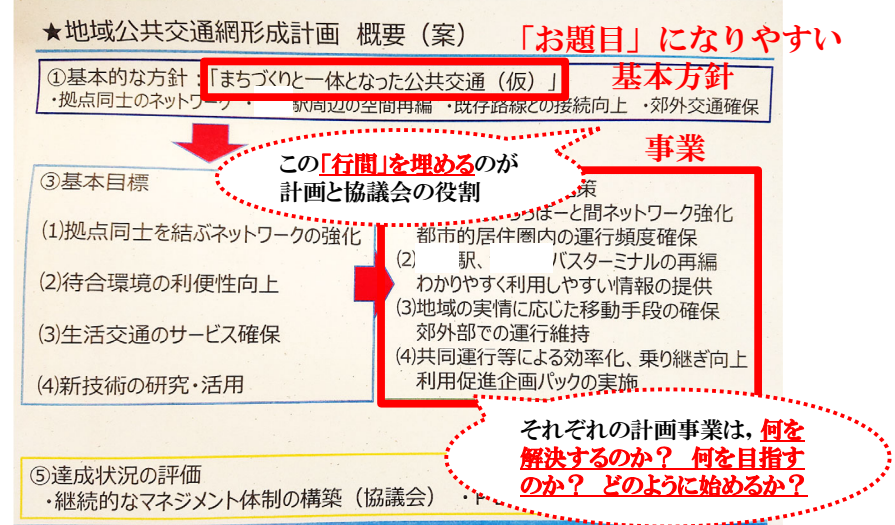 ★地域公共交通網形成計画 概要（案）
「お題目」になりやすい
基本方針
①基本的な方針：「まちづくりと一体となった公共交通（仮）」
・拠点同士のネットワーク ・ 駅周辺の空間再編 ・既存路線との接続向上 ・郊外交通確保
事業
この「行間」を埋めるのが
計画と協議会の役割
③基本目標
(1)拠点同士を結ぶネットワークの強化
(2)待合環境の利便性向上
(3)生活交通のサービス確保
(4)新技術の研究・活用
策
ぽーと間ネットワーク強化
都市的居住圏内の運行頻度確保
(2) 駅、 バスターミナルの再編
わかりやすく利用しやすい情報の提供
(3)地域の実情に応じた移動手段の確保
郊外部での運行維持
(4)共同運行等による効率化、乗り継ぎ向上
利用促進企画パックの実施
それぞれの計画事業は，何を
解決するのか？ 何を目指す
のか？ どのように始めるか？
⑤達成状況の評価
・継続的なマネジメント体制の構築（協議会） ・